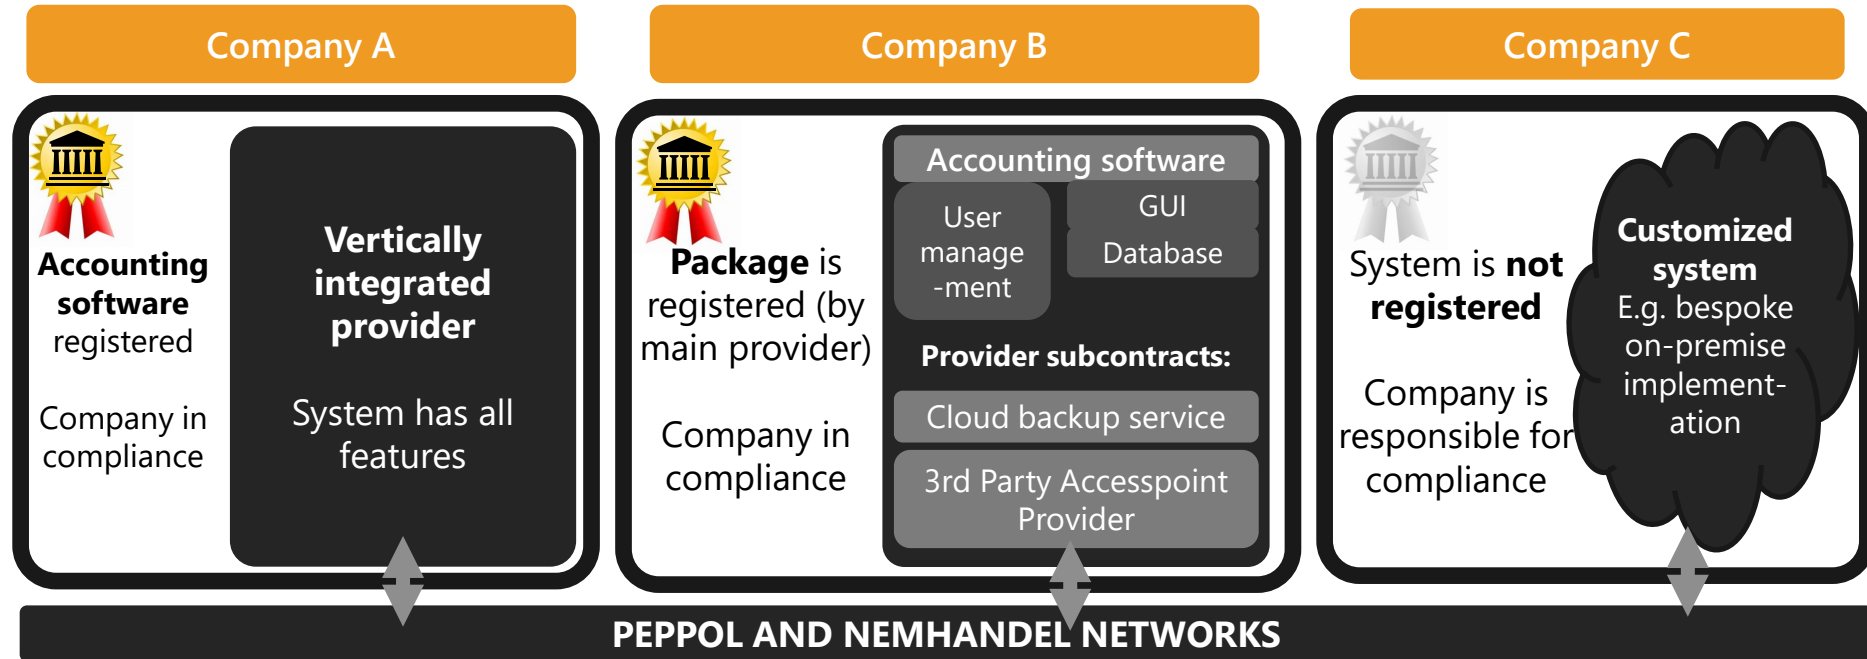 Company A
Accounting
software
registered
Company in
compliance
Vertically
integrated
provider
System has all
features
Company B
Package is
registered (by
main provider)
Company in
compliance
Accounting software
User
manage
-ment
GUI
Database
Provider subcontracts:
Cloud backup service
3rd Party Accesspoint
Provider
Company C
System is not
registered
Company is
responsible for
compliance
Customized
system
E.g. bespoke
on-premise
implement-
ation
PEPPOL AND NEMHANDEL NETWORKS